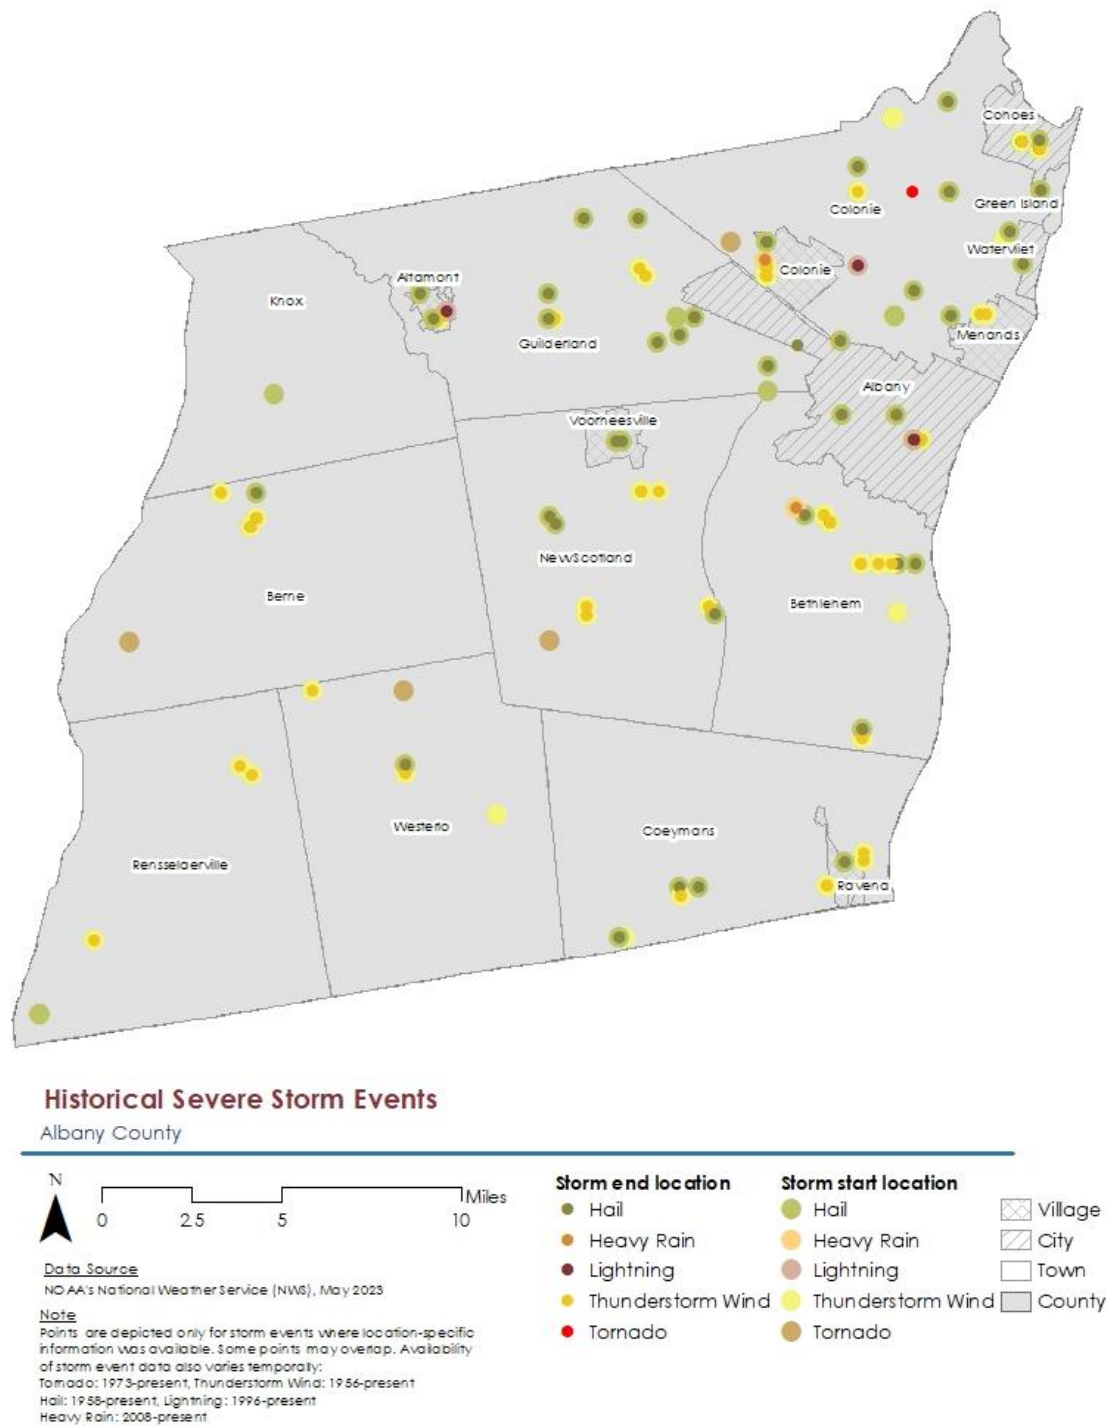 Cohoes
Colonie
Green Island
Watervliet
Colonie
Altamont
Knox
Menands
Guilderland
Albany
Voorheesville
New Scotland
Berne
Bethlehem
Westerlo
Coeymans
Rensselaerville
Ravena
Historical Severe Storm Events
Albany County
N
Miles
0 2.5 5 10
Data Source
NOAA's National Weather Service (NWS), May 2023
Note
Points are depicted only for storm events where location-specific
information was available. Some points may overlap. Availability
of storm event data also varies temporally:
Tornado: 1973-present, Thunderstorm Wind: 1956-present
Hail: 1958-present, Lightning: 1996-present
Heavy Rain: 2008-present
Storm end location
Hail
Heavy Rain
Lightning
Thunderstorm Wind
Tornado
Storm start location
Hail
Heavy Rain
Lightning
Thunderstorm Wind
Tornado
Village
City
Town
County